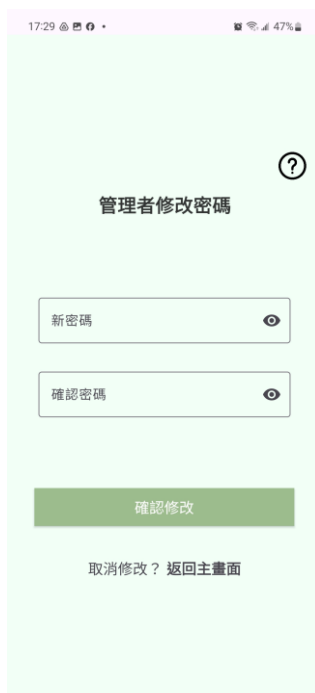 17:29 47%
?
管理者修改密碼
新密碼
確認密碼
確認修改
取消修改？ 返回主畫面